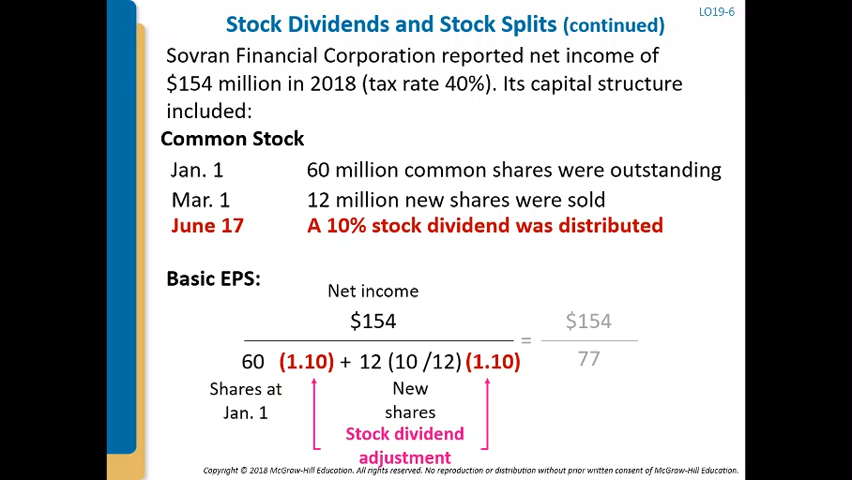 LO19-6
Stock Dividends and Stock Splits (continued)
Sovran Financial Corporation reported net income of
$154 million in 2018 (tax rate 40%). Its capital structure
included:
Common Stock
Jan. 1 60 million common shares were outstanding
Mar. 1 12 million new shares were sold
June 17 A 10% stock dividend was distributed
Basic EPS:
Net income
$154 = $154
60 (1.10) + 12 (10 /12) (1.10) 77
Shares at New
Jan. 1 shares
Stock dividend
adjustment
Copyright © 2018 McGraw-Hill Education. All rights reserved. No reproduction or distribution without prior written consent of McGraw-Hill Education.